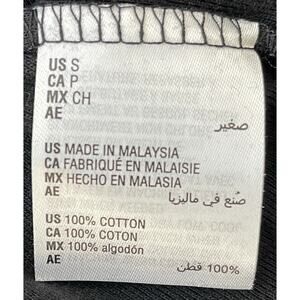 US S
CA P
MX CH
AE صغير
US MADE IN MALAYSIA
CA FABRIQUÉ EN MALAISIE
MX HECHO EN MALASIA
AE صُنع في ماليزيا
US 100% COTTON
CA 100% COTON
MX 100% algodón
AE 100% قطن